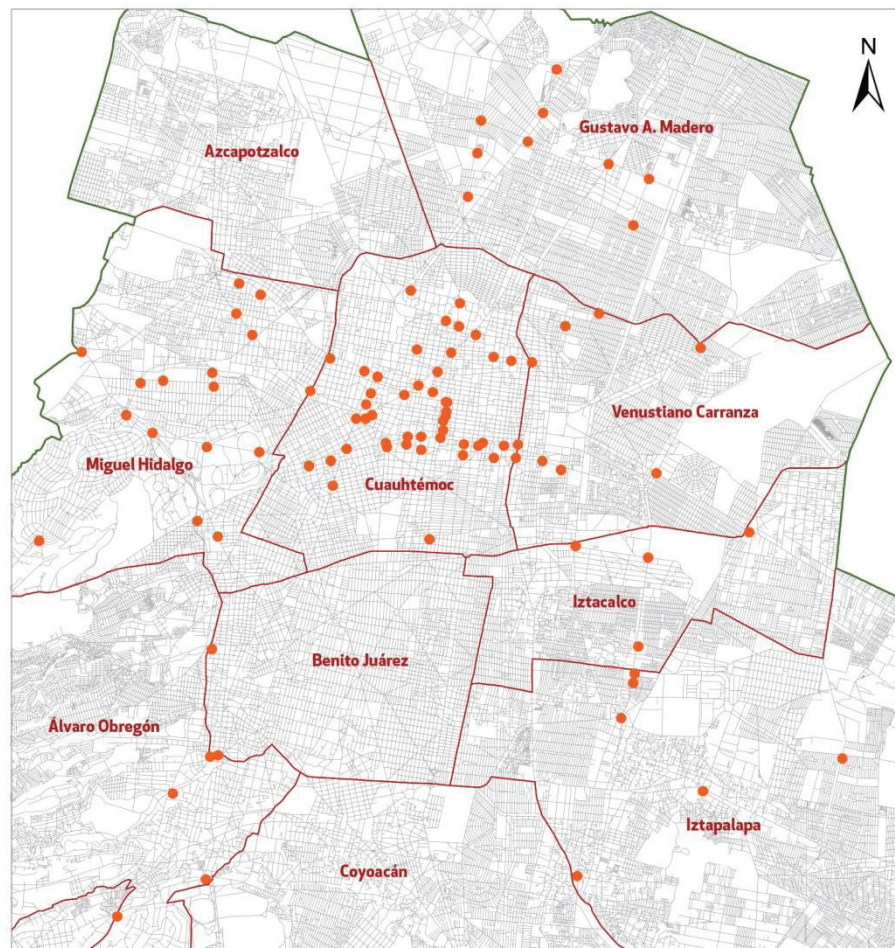 N
Gustavo A. Madero
Azcapotzalco
Venustiano Carranza
Miguel Hidalgo
Cuauhtémoc
Iztacalco
Benito Juárez
Álvaro Obregón
Iztapalapa
Coyoacán